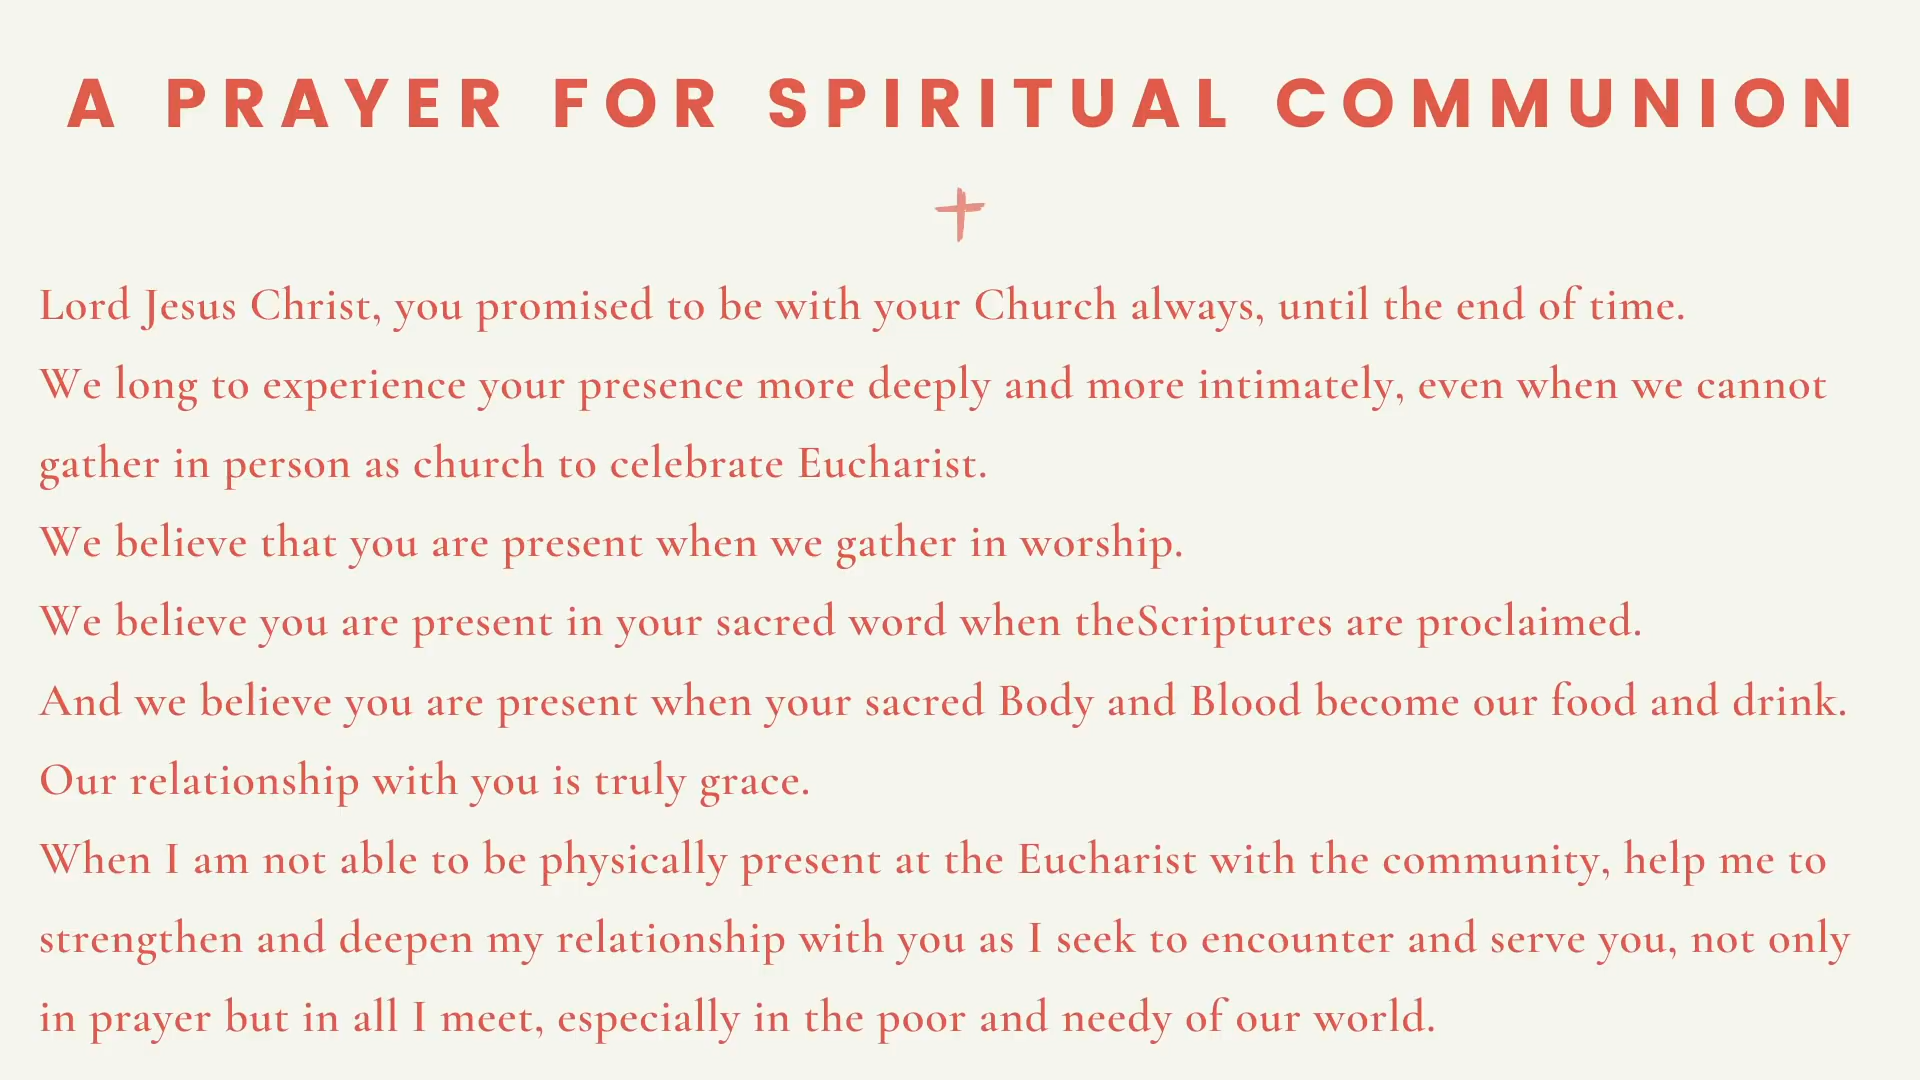 A PRAYER FOR SPIRITUAL COMMUNION
Lord Jesus Christ, you promised to be with your Church always, until the end of time.
We long to experience your presence more deeply and more intimately, even when we cannot
gather in person as church to celebrate Eucharist.
We believe that you are present when we gather in worship.
We believe you are present in your sacred word when theScriptures are proclaimed.
And we believe you are present when your sacred Body and Blood become our food and drink.
Our relationship with you is truly grace.
When I am not able to be physically present at the Eucharist with the community, help me to
strengthen and deepen my relationship with you as I seek to encounter and serve you, not only
in prayer but in all I meet, especially in the poor and needy of our world.